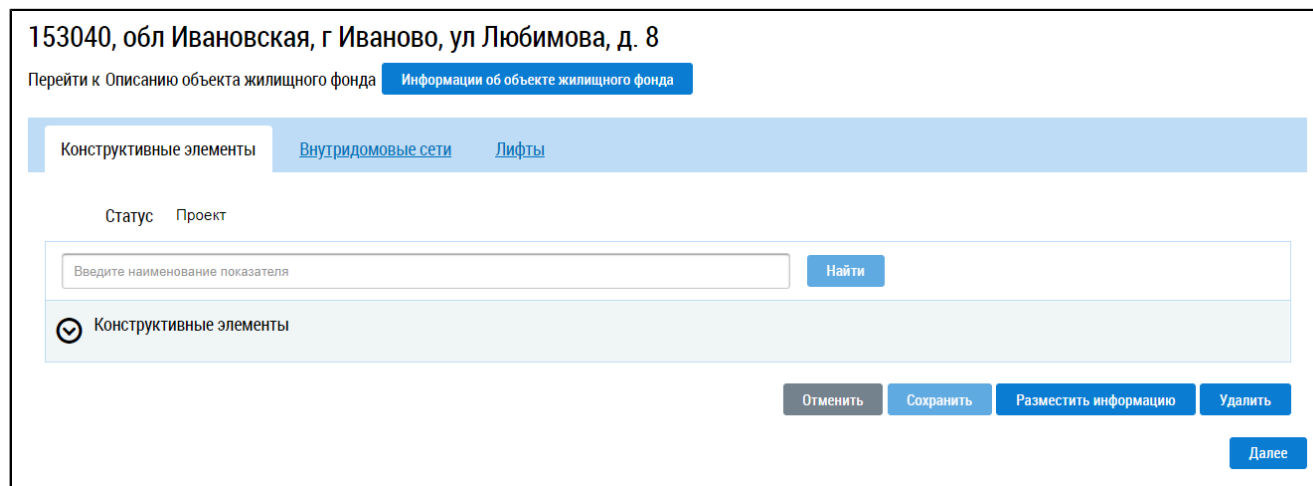 153040, обл Ивановская, г Иваново, ул Любимова, д. 8
Перейти к Описанию объекта жилищного фонда Информации об объекте жилищного фонда
Конструктивные элементы Внутридомовые сети Лифты
Статус Проект
Введите наименование показателя Найти
Конструктивные элементы
Отменить Сохранить Разместить информацию Удалить
Далее